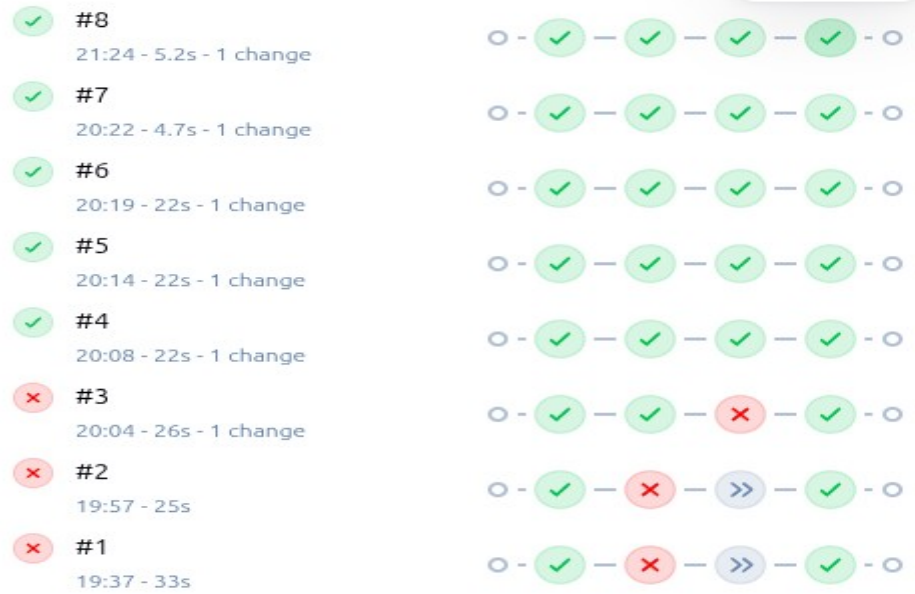 #8
21:24 - 5.2s - 1 change
#7
20:22 - 4.7s - 1 change
#6
20:19 - 22s - 1 change
#5
20:14 - 22s - 1 change
#4
20:08 - 22s - 1 change
#3
20:04 - 26s - 1 change
#2
19:57 - 25s
#1
19:37 - 33s